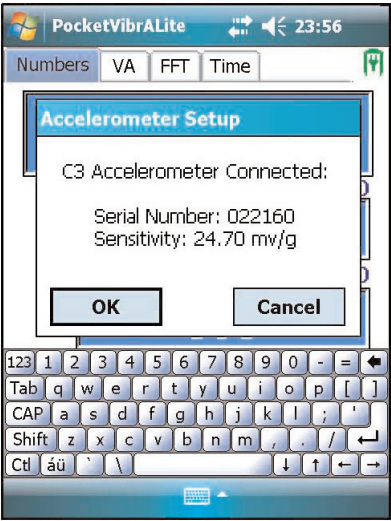 PocketVibrALite 23:56
Numbers VA FFT Time
Accelerometer Setup
C3 Accelerometer Connected:
Serial Number: 022160
Sensitivity: 24.70 mv/g
OK Cancel
123 1 2 3 4 5 6 7 8 9 0 - =
Tab q w e r t y u i o p [ ]
CAP a s d f g h j k l ; '
Shift z x c v b n m , . /
Ctl áü ` \